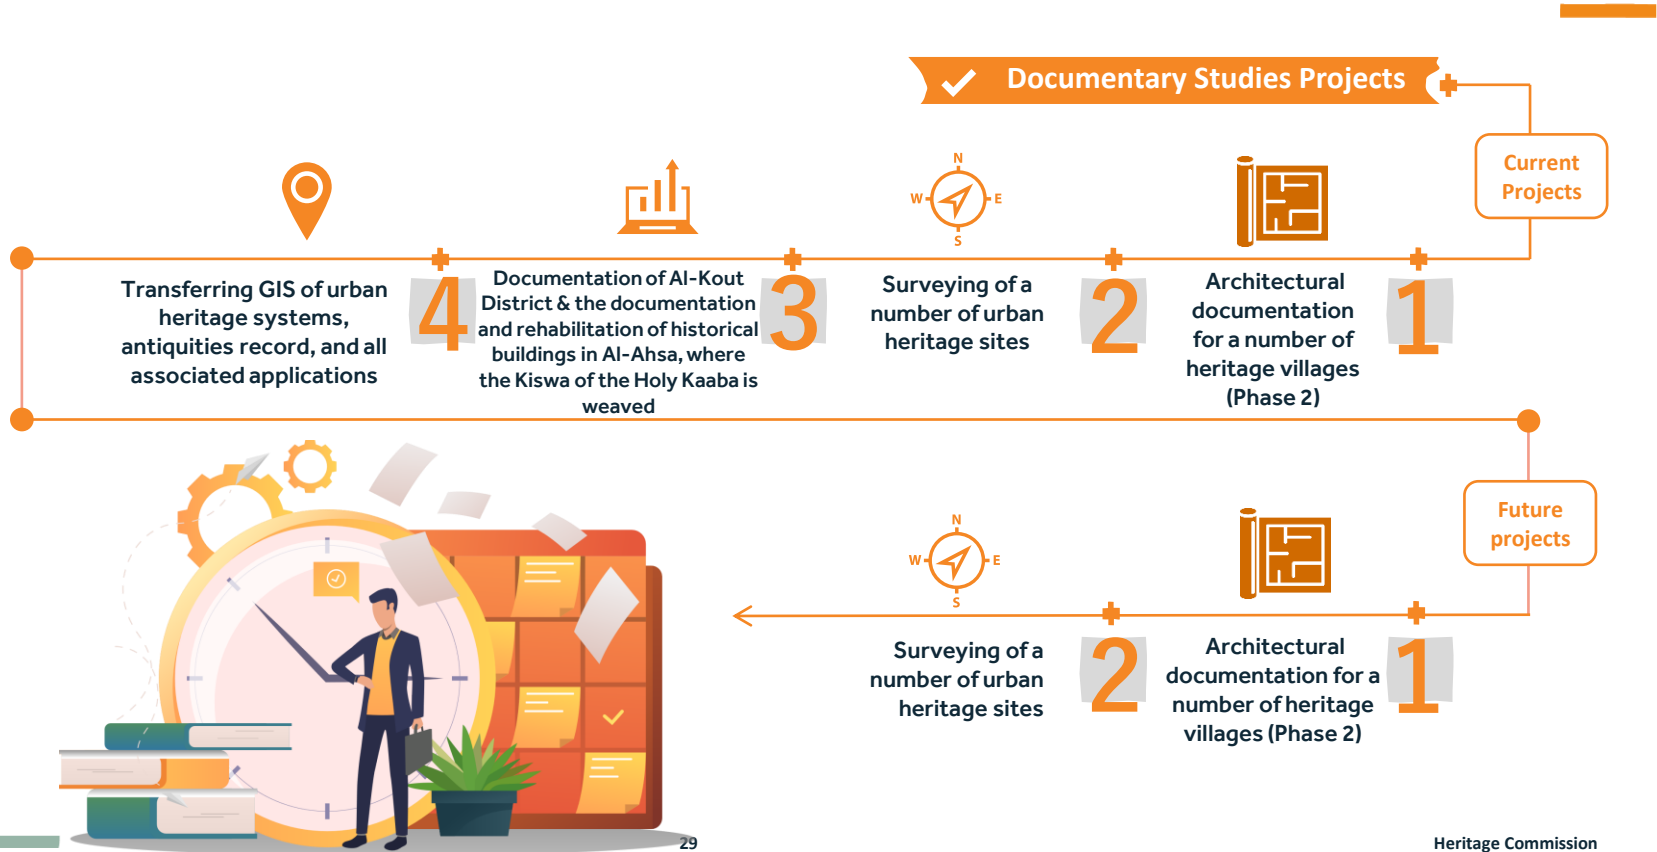 Documentary Studies Projects
Current
Projects
N
W
E
S
1
Architectural
documentation
for a number of
heritage villages
(Phase 2)
N
W
E
S
2
Surveying of a
number of urban
heritage sites
3
Documentation of Al-Kout
District & the documentation
and rehabilitation of historical
buildings in Al-Ahsa, where
the Kiswa of the Holy Kaaba is
weaved
4
Transferring GIS of urban
heritage systems,
antiquities record, and all
associated applications
Future
projects
1
Architectural
documentation for a
number of heritage
villages (Phase 2)
N
W
E
S
2
Surveying of a
number of urban
heritage sites
29
Heritage Commission